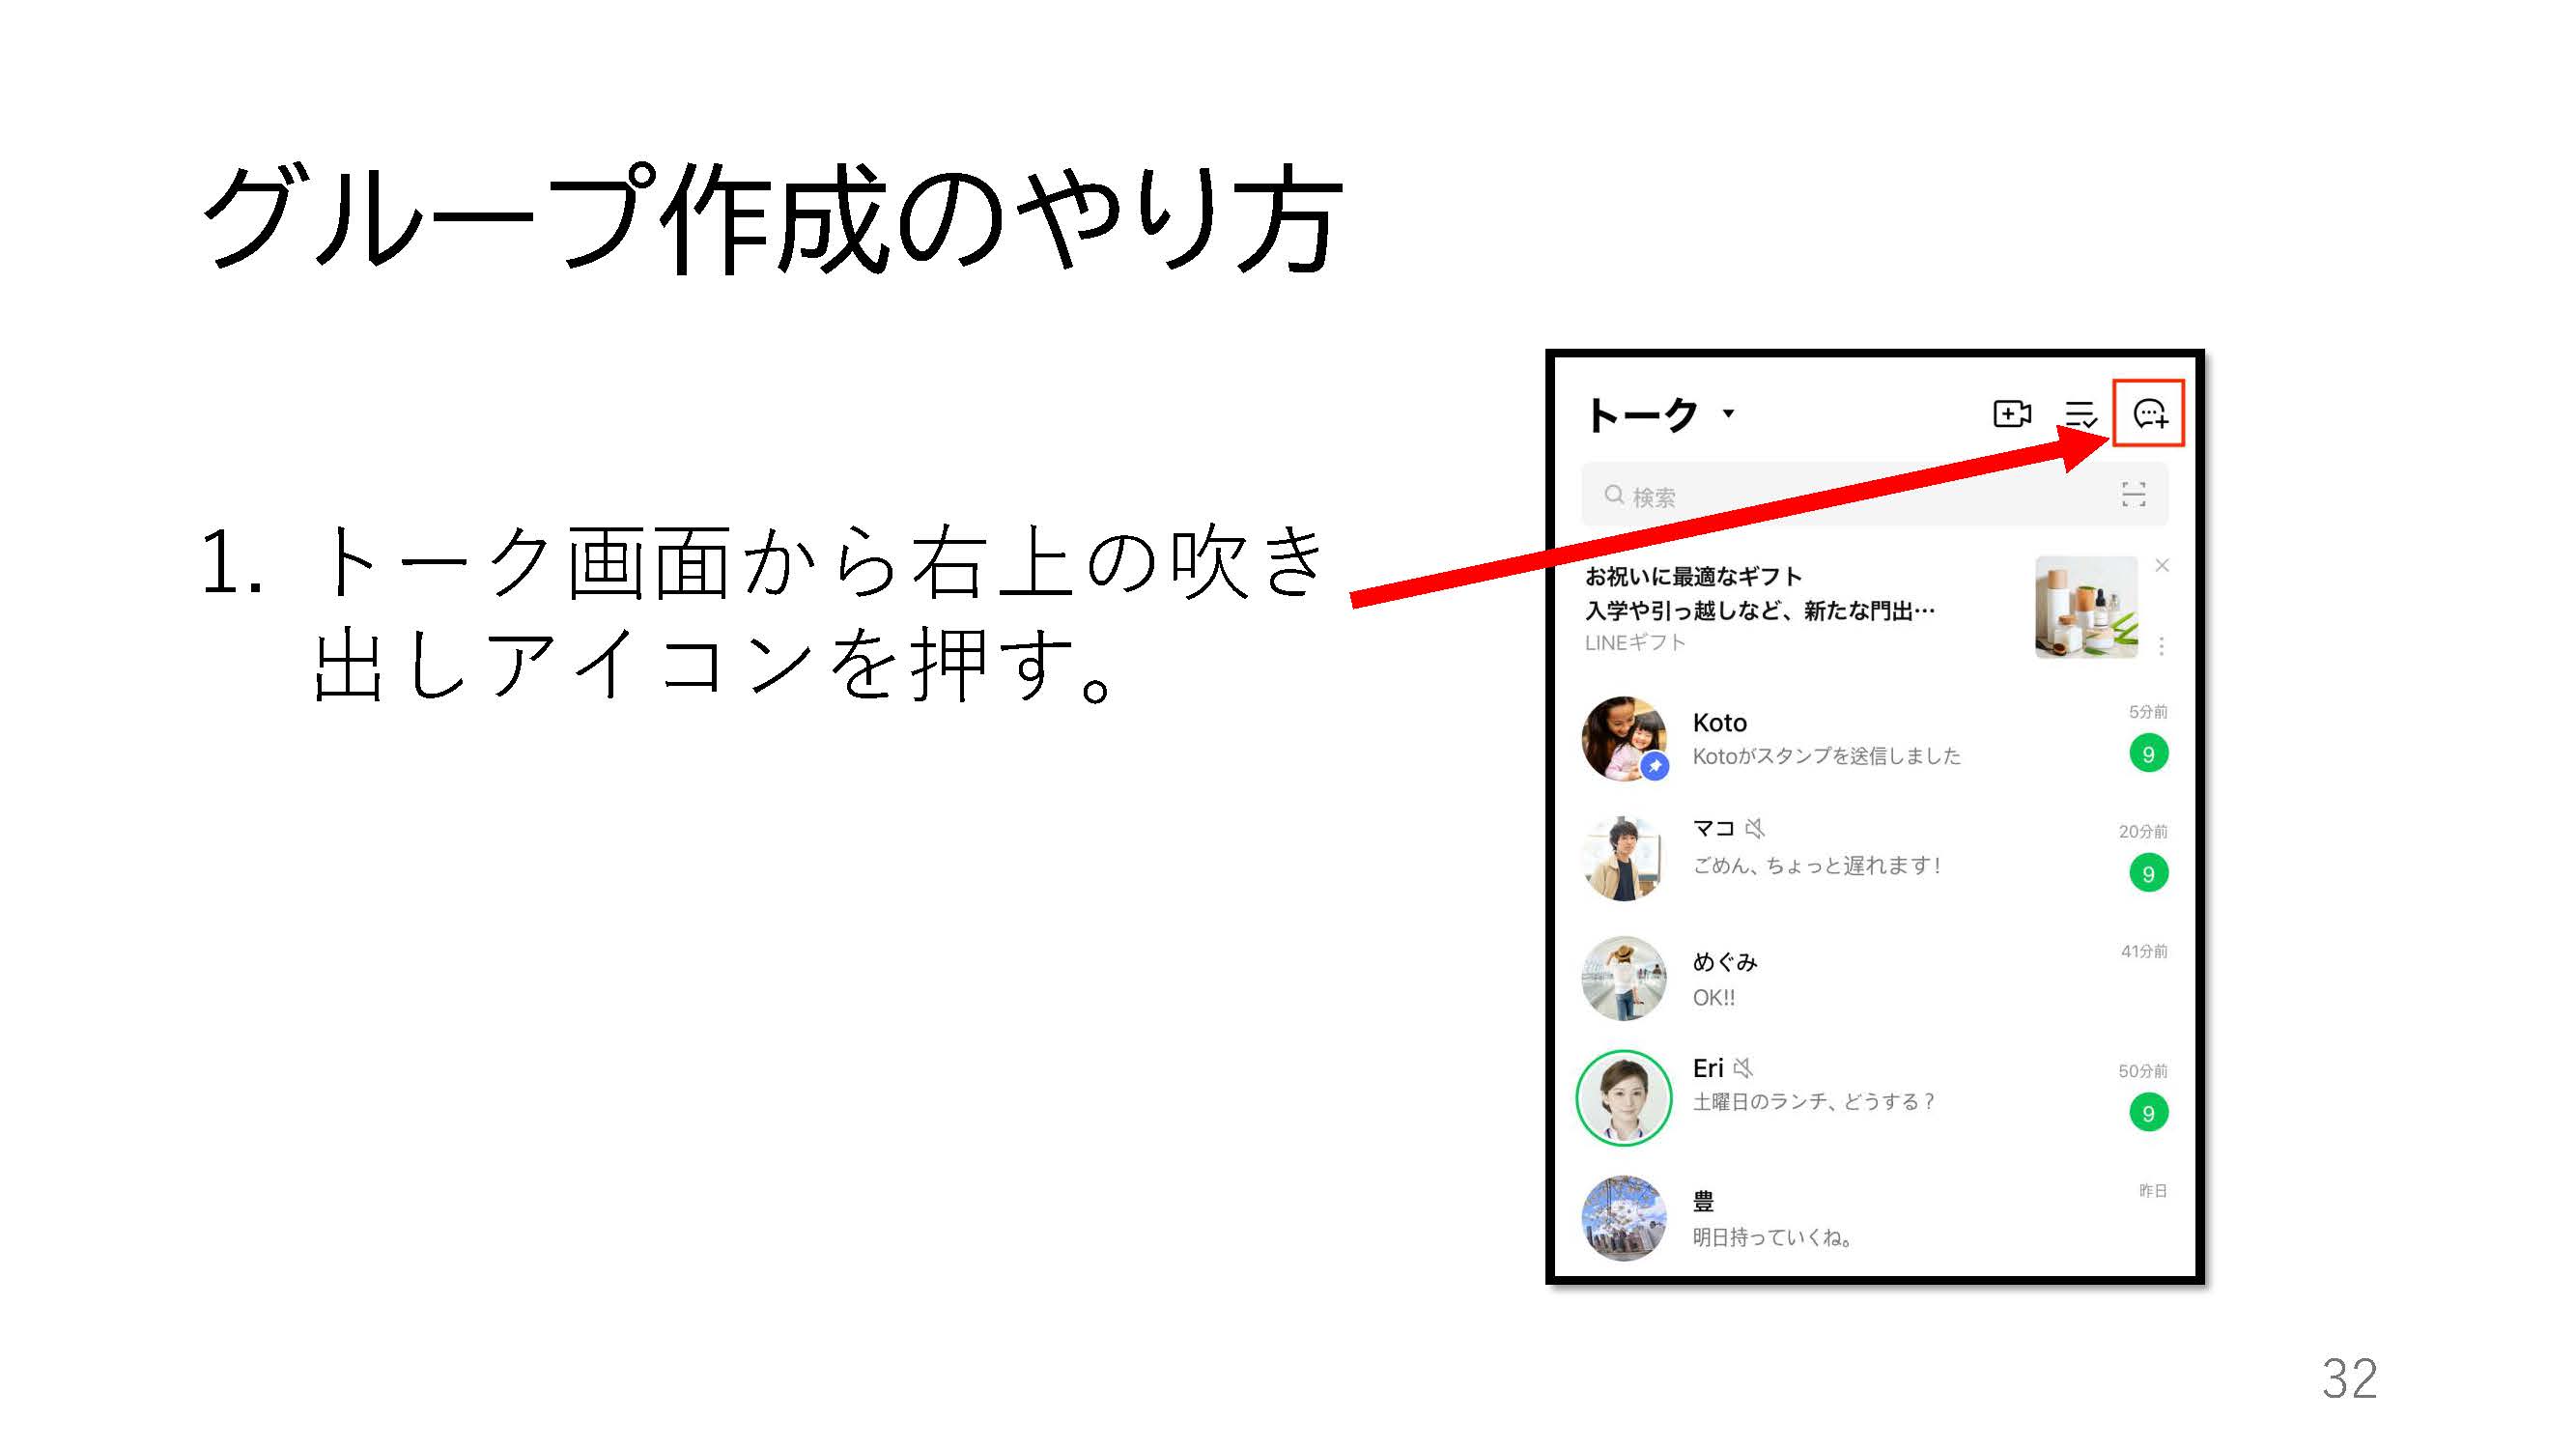 グループ作成のやり方
1. トーク画面から右上の吹き
出しアイコンを押す。
トーク
検索
お祝いに最適なギフト
入学や引っ越しなど、新たな門出…
LINEギフト
Koto
5分前
Kotoがスタンプを送信しました
9
マコ
20分前
ごめん、ちょっと遅れます!
9
めぐみ
41分前
OK!!
Eri
50分前
土曜日のランチ、どうする?
9
豊
昨日
明日持っていくね。
32